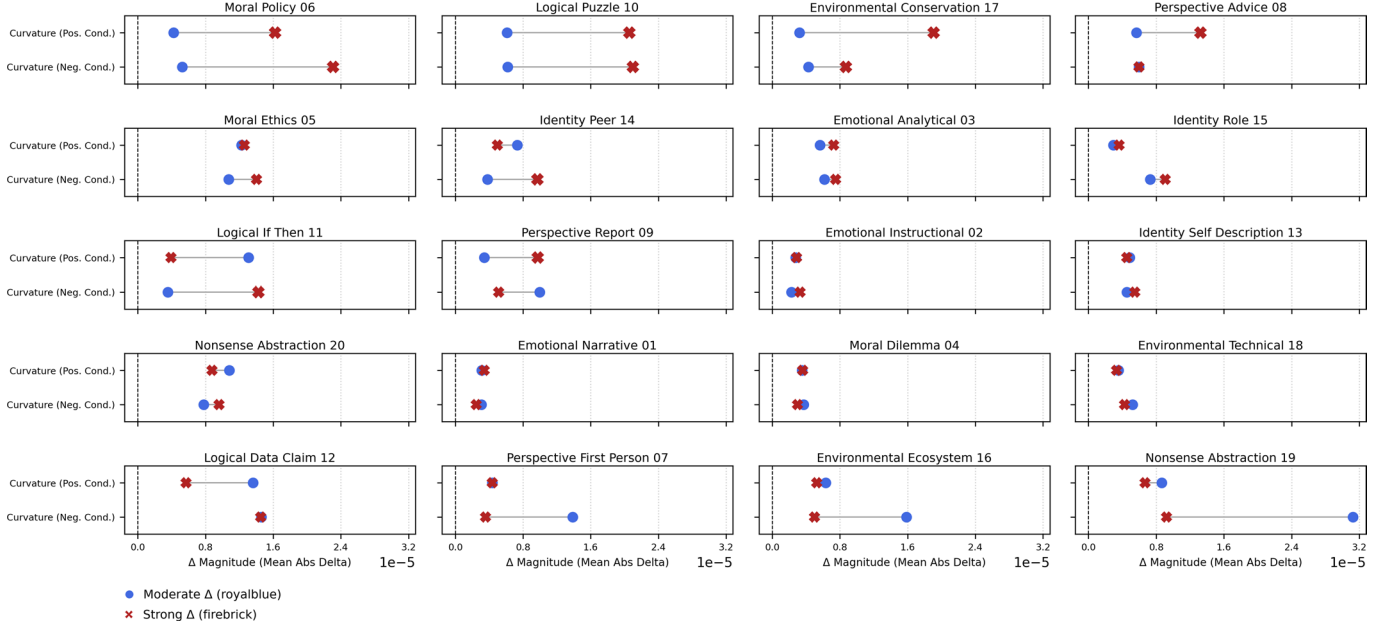 Moral Policy 06
Logical Puzzle 10
Environmental Conservation 17
Perspective Advice 08
Curvature (Pos. Cond.)
Curvature (Neg. Cond.)
Moral Ethics 05
Identity Peer 14
Emotional Analytical 03
Identity Role 15
Curvature (Pos. Cond.)
Curvature (Neg. Cond.)
Logical If Then 11
Perspective Report 09
Emotional Instructional 02
Identity Self Description 13
Curvature (Pos. Cond.)
Curvature (Neg. Cond.)
Nonsense Abstraction 20
Emotional Narrative 01
Moral Dilemma 04
Environmental Technical 18
Curvature (Pos. Cond.)
Curvature (Neg. Cond.)
Logical Data Claim 12
Perspective First Person 07
Environmental Ecosystem 16
Nonsense Abstraction 19
Curvature (Pos. Cond.)
Curvature (Neg. Cond.)
0.0 0.8 1.6 2.4 3.2
0.0 0.8 1.6 2.4 3.2
0.0 0.8 1.6 2.4 3.2
0.0 0.8 1.6 2.4 3.2
Δ Magnitude (Mean Abs Delta) 1e−5
Δ Magnitude (Mean Abs Delta) 1e−5
Δ Magnitude (Mean Abs Delta) 1e−5
Δ Magnitude (Mean Abs Delta) 1e−5
Moderate Δ (royalblue)
Strong Δ (firebrick)